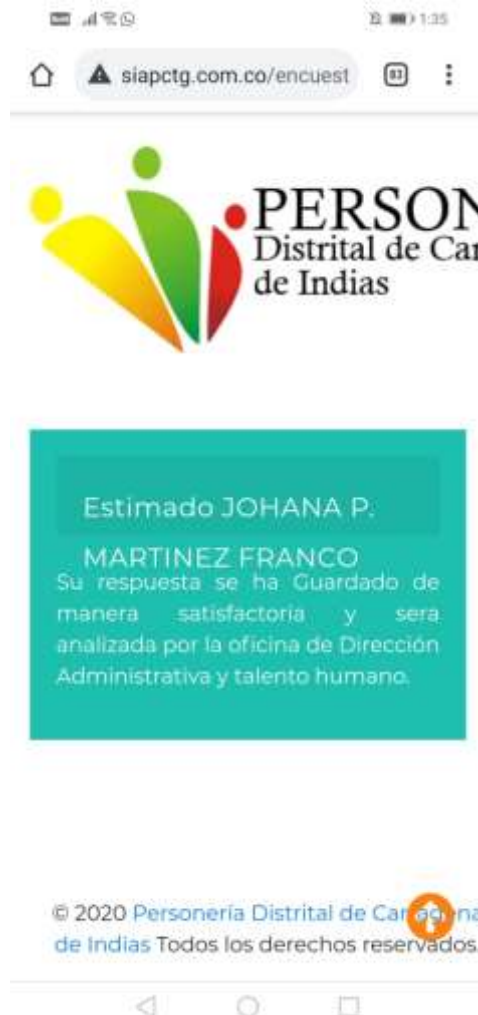 1:35
siapctg.com.co/encuest
83
PERSON
Distrital de Car
de Indias
Estimado JOHANA P.
MARTINEZ FRANCO
Su respuesta se ha Guardado de
manera satisfactoria y sera
analizada por la oficina de Dirección
Administrativa y talento humano.
© 2020 Personería Distrital de Cartagena
de Indias Todos los derechos reservados.